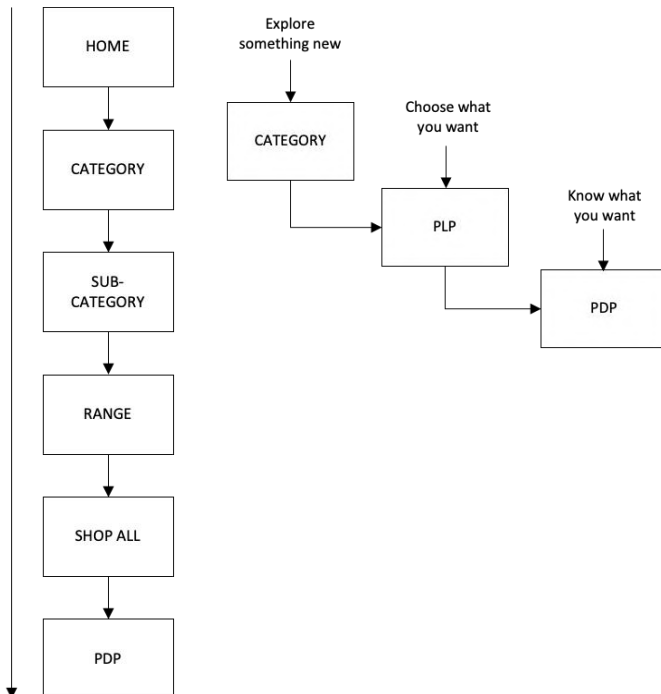 HOME
CATEGORY
SUB-
CATEGORY
RANGE
SHOP ALL
PDP
Explore
something new
CATEGORY
Choose what
you want
PLP
Know what
you want
PDP